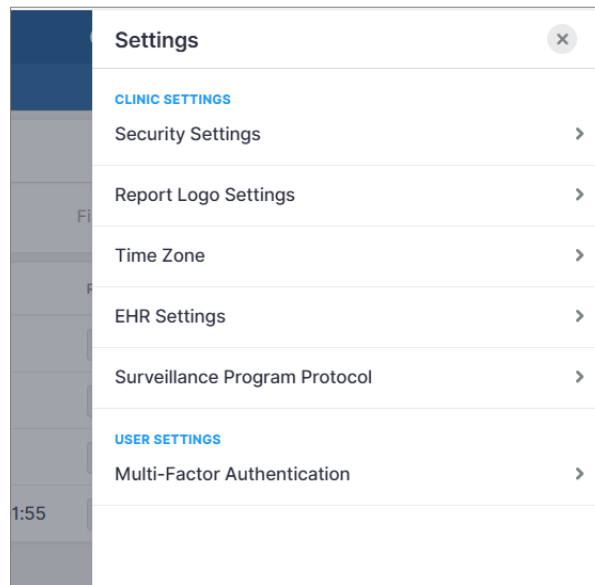 Settings
CLINIC SETTINGS
Security Settings
Report Logo Settings
Fi
Time Zone
EHR Settings
Surveillance Program Protocol
USER SETTINGS
Multi-Factor Authentication
1:55